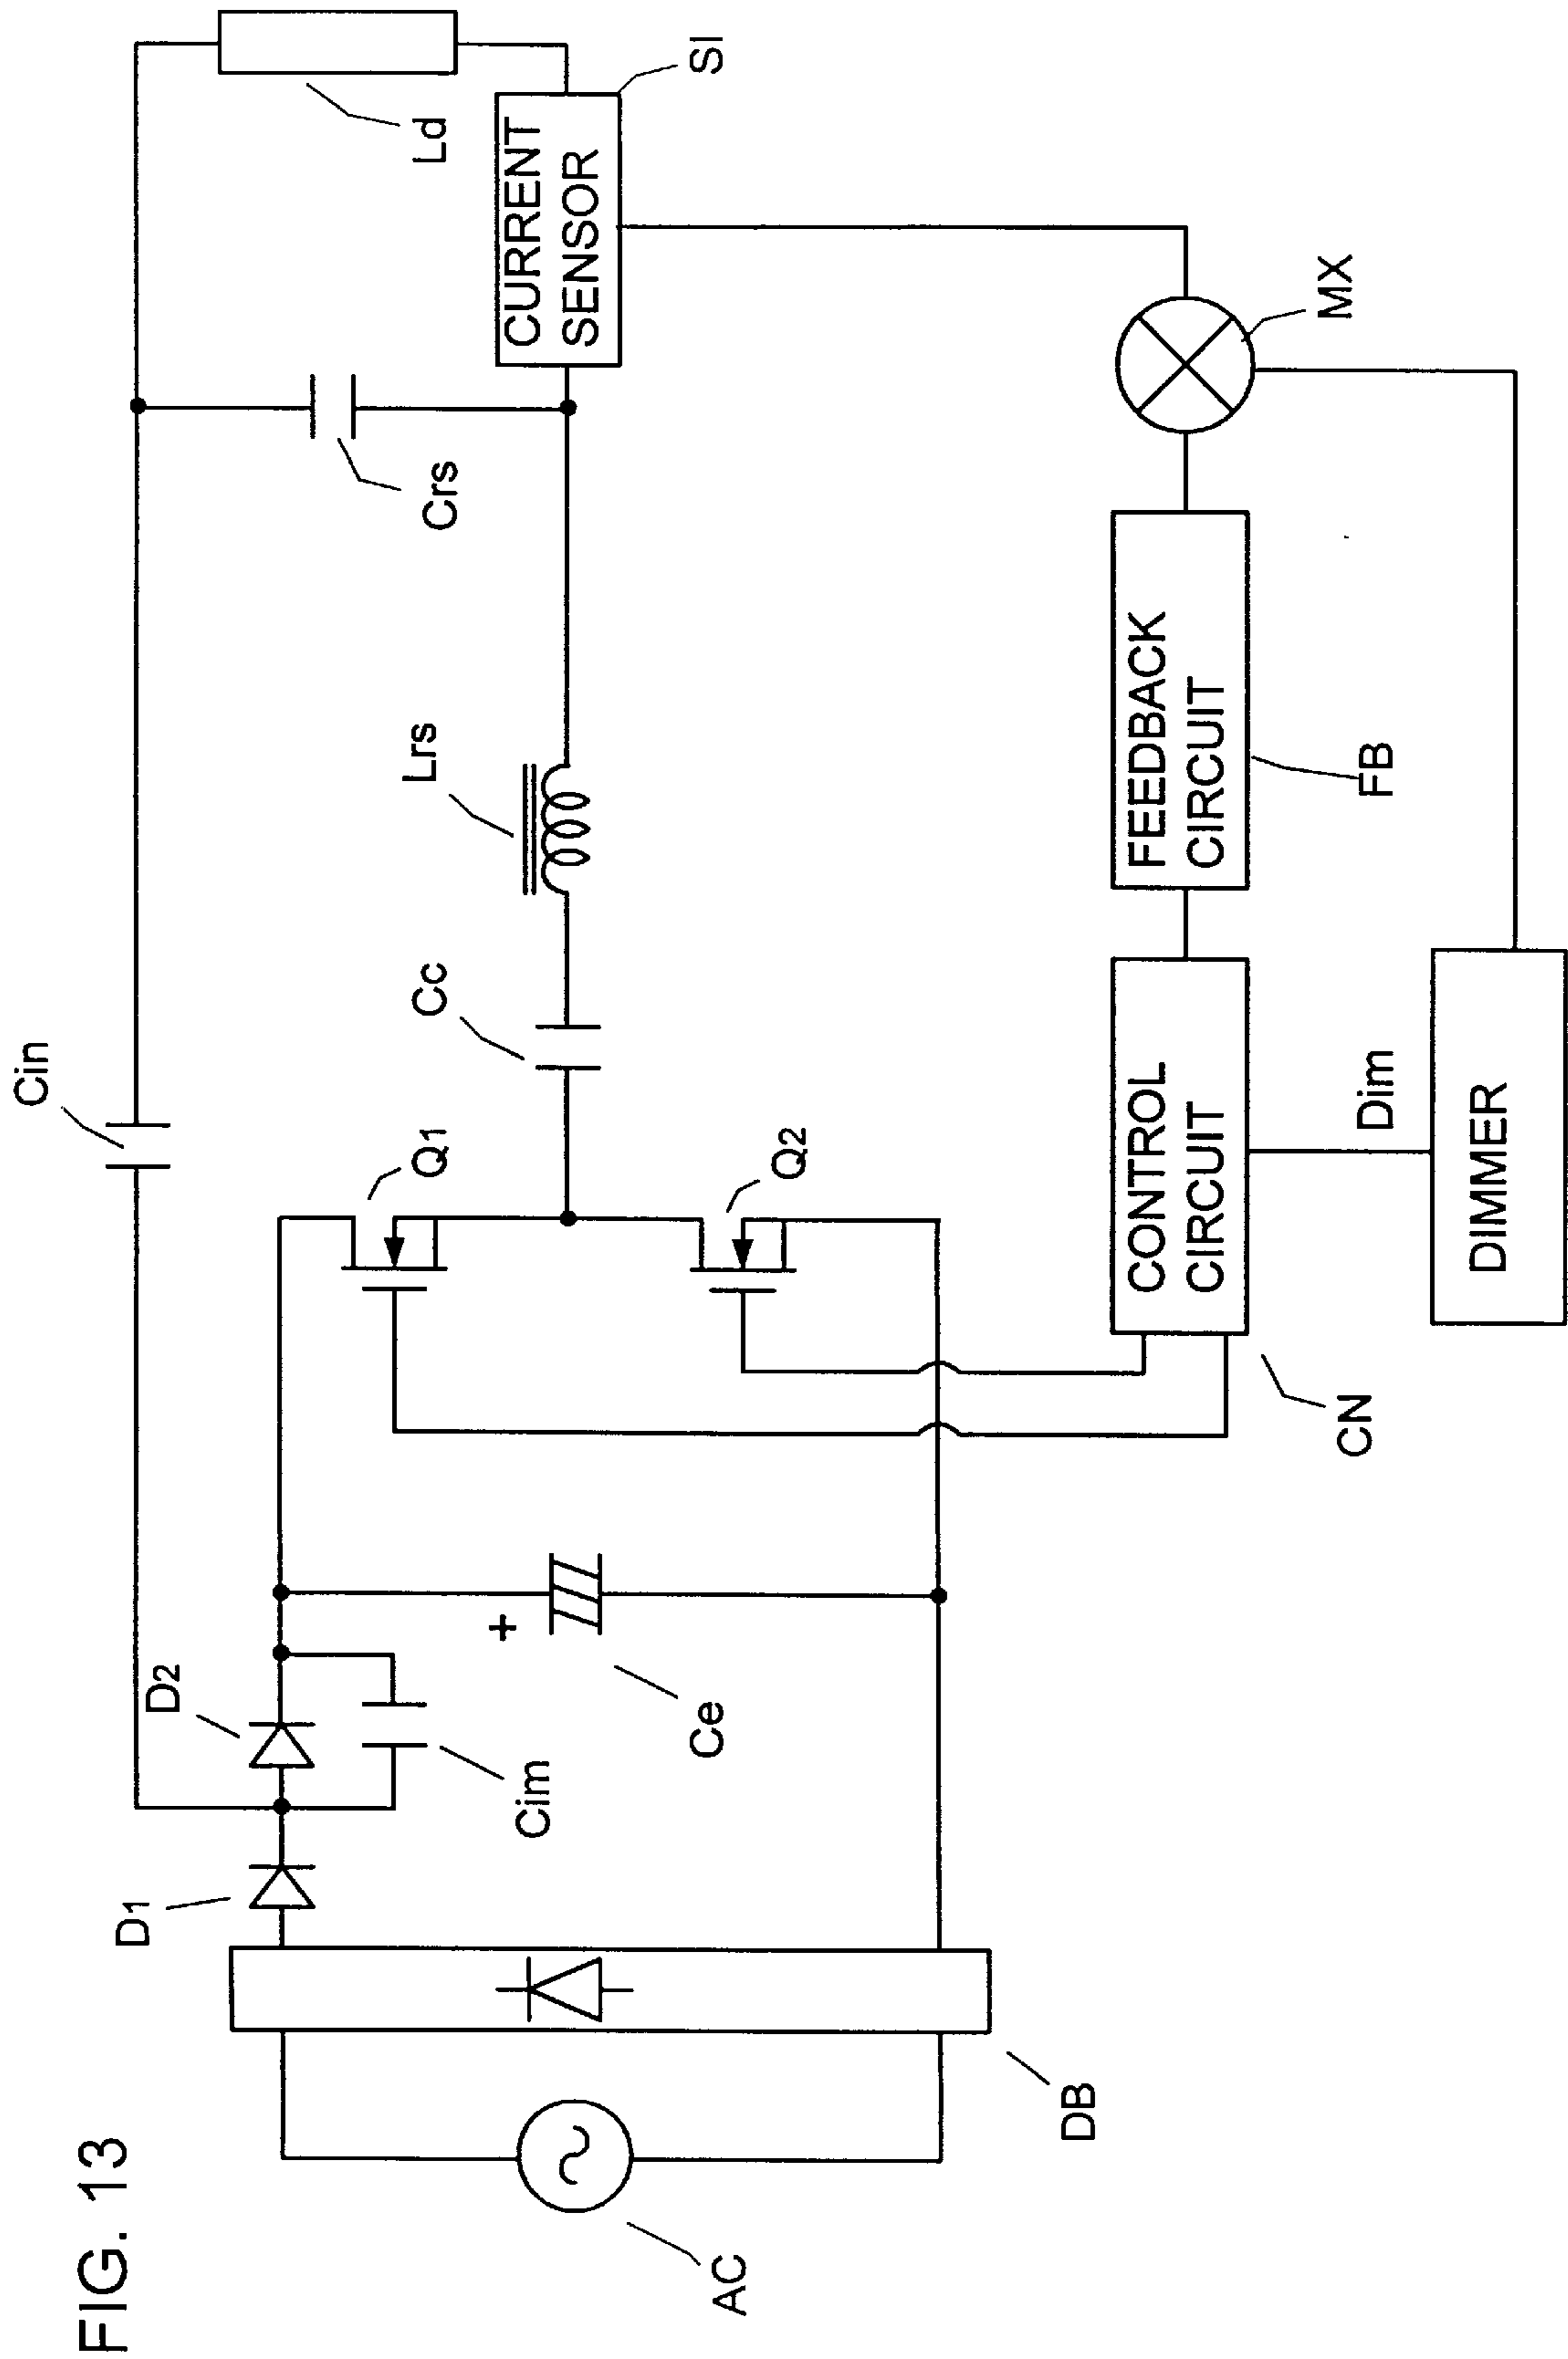 FIG. 13
Cin
Ld
SI
CURRENT
SENSOR
Crs
Lrs
Cc
Q1
Q2
D1
D2
Cim
+
Ce
AC
DB
CN
CONTROL
CIRCUIT
FEEDBACK
CIRCUIT
FB
MX
Dim
DIMMER